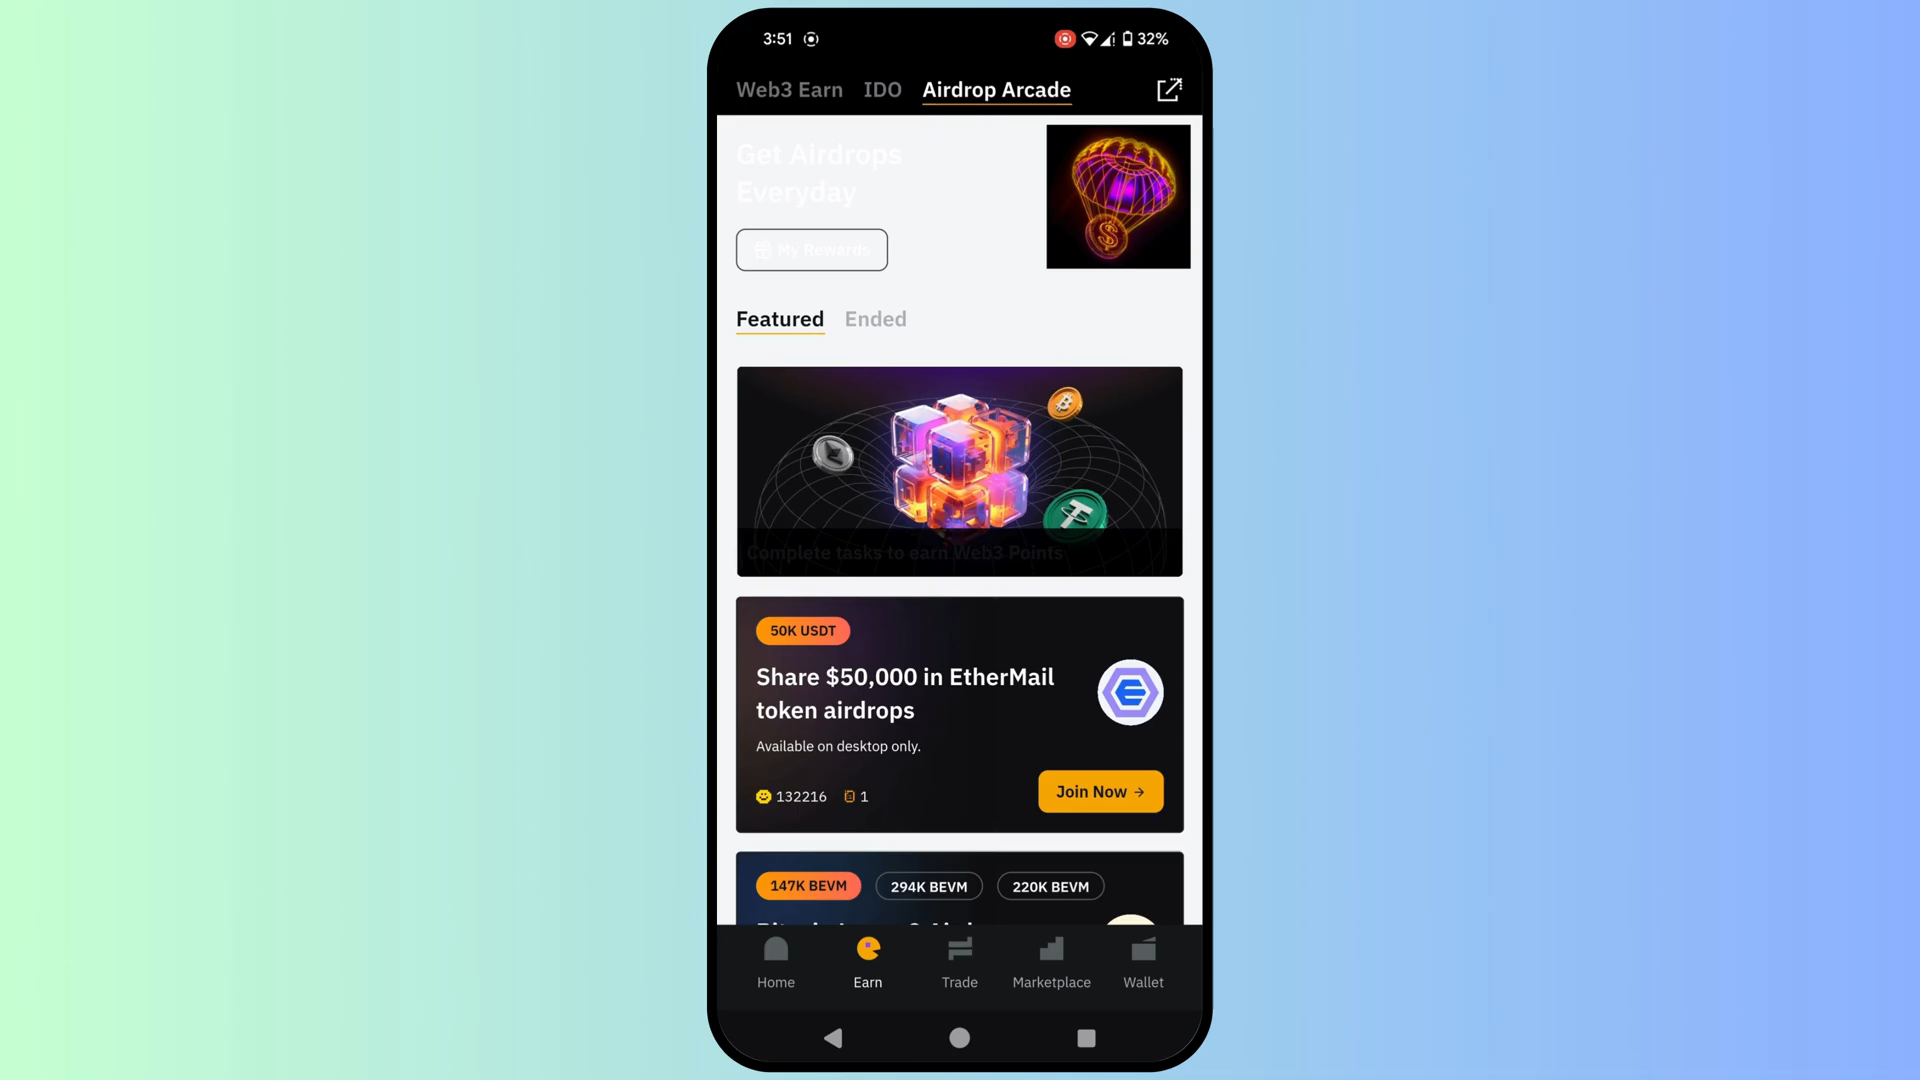 3:51
32%
Web3 Earn IDO Airdrop Arcade
Get Airdrops
Everyday
My Rewards
Featured Ended
Complete tasks to earn Web3 Points
50K USDT
Share $50,000 in EtherMail
token airdrops
Available on desktop only.
132216 1
Join Now →
147K BEVM 294K BEVM 220K BEVM
Home Earn Trade Marketplace Wallet